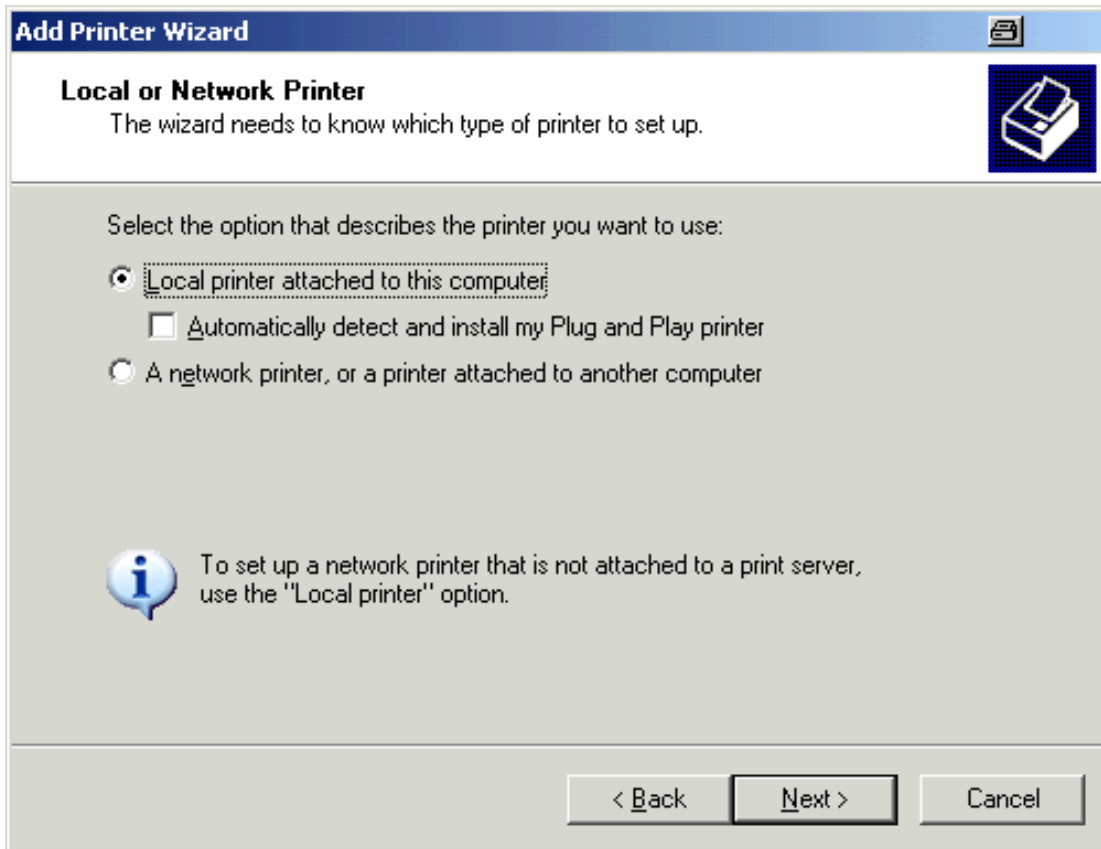 Add Printer Wizard
Local or Network Printer
The wizard needs to know which type of printer to set up.
Select the option that describes the printer you want to use:
Local printer attached to this computer
Automatically detect and install my Plug and Play printer
A network printer, or a printer attached to another computer
To set up a network printer that is not attached to a print server,
use the "Local printer" option.
< Back Next > Cancel